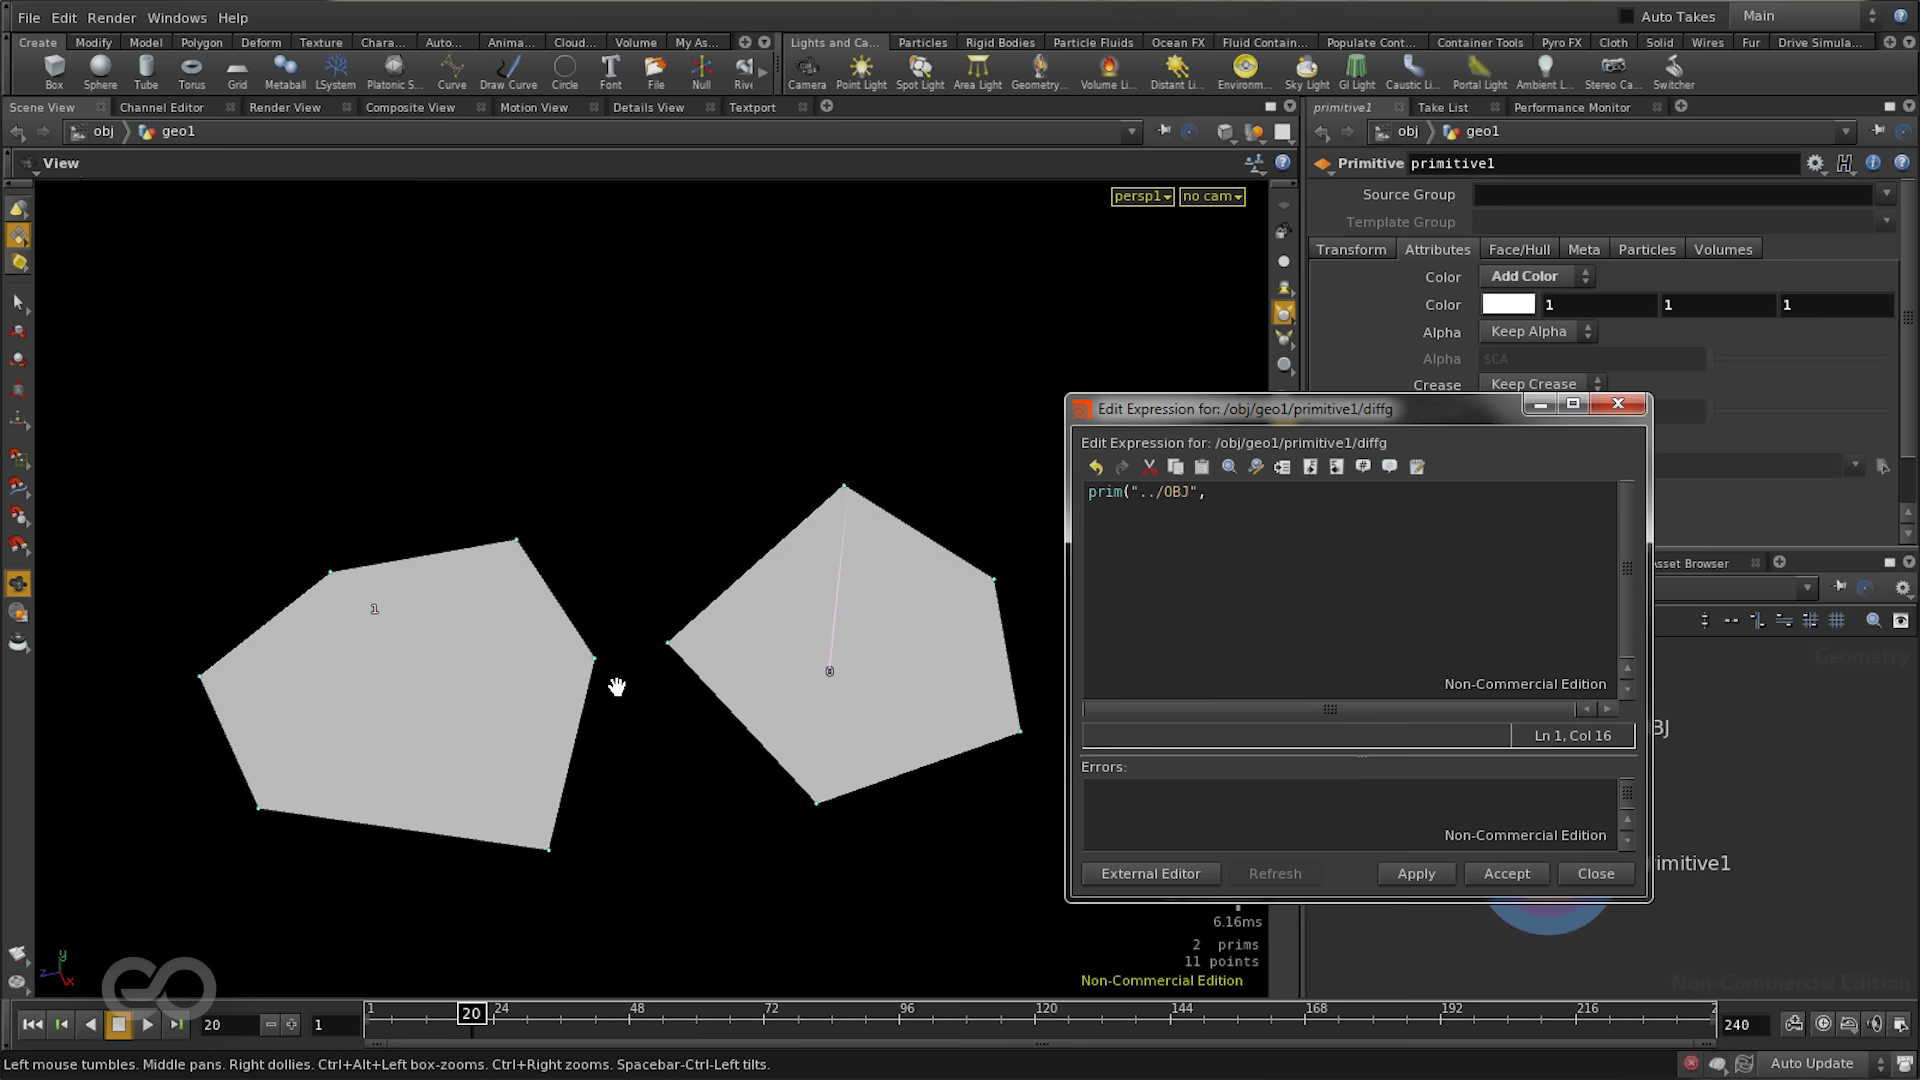 File Edit Render Windows Help
Auto Takes Main
Create Modify Model Polygon Deform Texture Chara... Auto... Anima... Cloud... Volume My As...
Lights and Ca... Particles Rigid Bodies Particle Fluids Ocean FX Fluid Contain... Populate Cont... Container Tools Pyro FX Cloth Solid Wires Fur Drive Simula...
Box Sphere Tube Torus Grid Metaball LSystem Platonic S... Curve Draw Curve Circle Font File Null Riv
Camera Point Light Spot Light Area Light Geometry... Volume Li... Distant Li... Environm... Sky Light GI Light Caustic Li... Portal Light Ambient L... Stereo Ca... Switcher
Scene View Channel Editor Render View Composite View Motion View Details View Textport
primitive1 Take List Performance Monitor
obj geo1
obj geo1
View
Primitive primitive1
persp1 no cam
Source Group
Template Group
Transform Attributes Face/Hull Meta Particles Volumes
Color Add Color
Color 1 1 1
Alpha Keep Alpha
Alpha $CA
Crease Keep Crease
Edit Expression for: /obj/geo1/primitive1/diffg
Edit Expression for: /obj/geo1/primitive1/diffg
prim("../OBJ",
Non-Commercial Edition
Ln 1, Col 16
Errors:
Non-Commercial Edition
External Editor Refresh Apply Accept Close
sset Browser
Geometry
BJ
imitive1
1
0
6.16ms
2 prims
11 points
Non-Commercial Edition
Non-Commercial Edition
y
z x
20 1
1 20 24 48 72 96 120 144 168 192 216 2
240
Left mouse tumbles. Middle pans. Right dollies. Ctrl+Alt+Left box-zooms. Ctrl+Right zooms. Spacebar-Ctrl-Left tilts.
Auto Update